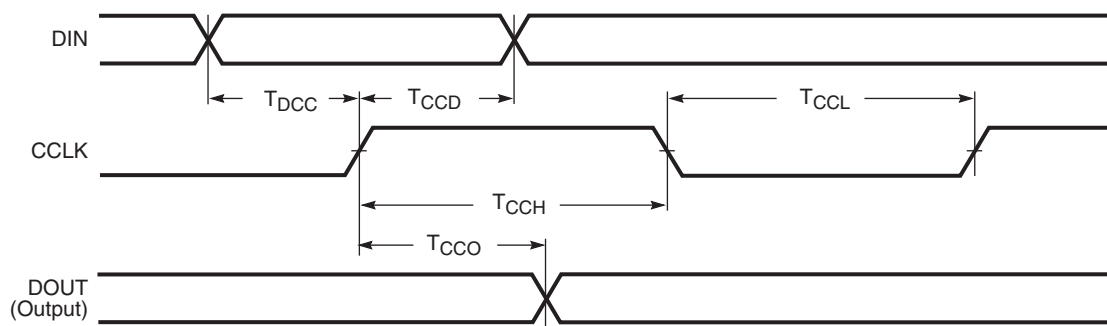 DIN
TDCC
TCCD
TCCL
CCLK
TCCH
TCCO
DOUT
(Output)